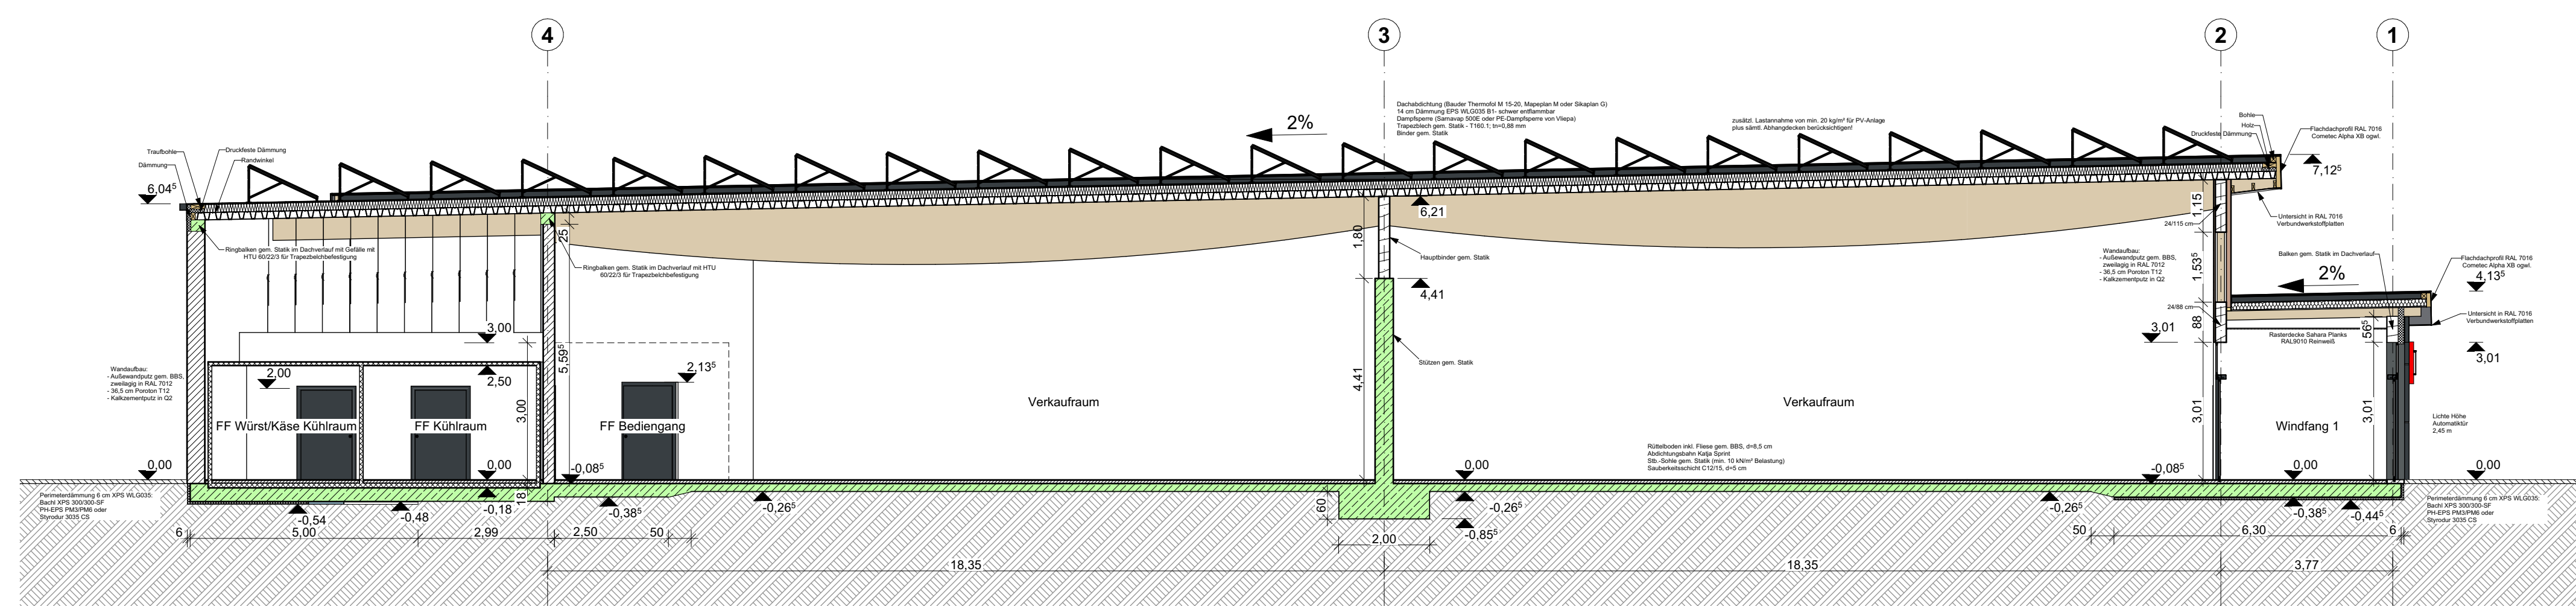 4
3
2
1
Dachabdichtung (Bauder Thermofol M 15-20, Mapeplan M oder Sikaplan G)
14 cm Dämmung EPS WLG035 B1- schwer entflammbar
Dampfsperre (Sarnavap 500E oder PE-Dampfsperre von Vliepa)
Trapezblech gem. Statik - T160.1; tn=0,88 mm
Binder gem. Statik
2%
zusätzl. Lastannahme von min. 20 kg/m² für PV-Anlage
plus sämtl. Abhangdecken berücksichtigen!
Bohle
Holz
Druckfeste Dämmung
Flachdachprofil RAL 7016
Cometec Alpha XB ogwl.
7,12⁵
Traufbohle
Dämmung
Druckfeste Dämmung
Randwinkel
6,04⁵
Ringbalken gem. Statik im Dachverlauf mit Gefälle mit
HTU 60/22/3 für Trapezbelchbefestigung
25
Ringbalken gem. Statik im Dachverlauf mit HTU
60/22/3 für Trapezbelchbefestigung
1,80
6,21
Hauptbinder gem. Statik
4,41
Stützen gem. Statik
4,41
1,15
24/115 cm
Untersicht in RAL 7016
Verbundwerkstoffplatten
Wandaufbau:
- Außewandputz gem. BBS,
zweilagig in RAL 7012
- 36,5 cm Poroton T12
- Kalkzementputz in Q2
1,53⁵
24/88 cm
88
3,01
3,01
Balken gem. Statik im Dachverlauf
2%
Flachdachprofil RAL 7016
Cometec Alpha XB ogwl.
4,13⁵
Untersicht in RAL 7016
Verbundwerkstoffplatten
Rasterdecke Sahara Planks
RAL9010 Reinweiß
56⁵
3,01
3,01
Lichte Höhe
Automatiktür
2,45 m
Wandaufbau:
- Außewandputz gem. BBS,
zweilagig in RAL 7012
- 36,5 cm Poroton T12
- Kalkzementputz in Q2
3,00
2,00
2,50
3,00
5,59⁵
2,13⁵
FF Würst/Käse Kühlraum
FF Kühlraum
FF Bediengang
Verkaufraum
Verkaufraum
Windfang 1
Rüttelboden inkl. Fliese gem. BBS, d=8,5 cm
Abdichtungsbahn Katja Sprint
Stb.-Sohle gem. Statik (min. 10 kN/m² Belastung)
Sauberkeitsschicht C12/15, d=5 cm
0,00
0,00
-0,08⁵
0,00
-0,08⁵
0,00
0,00
Perimeterdämmung 6 cm XPS WLG035:
Bachl XPS 300/300-SF
PH-EPS PM3/PM6 oder
Styrodur 3035 CS
-0,54
-0,48
-0,18
18
-0,38⁵
-0,26⁵
60
-0,26⁵
-0,85⁵
-0,26⁵
-0,38⁵
-0,44⁵
Perimeterdämmung 6 cm XPS WLG035:
Bachl XPS 300/300-SF
PH-EPS PM3/PM6 oder
Styrodur 3035 CS
6
5,00
2,99
2,50
50
2,00
50
6,30
6
18,35
18,35
3,77